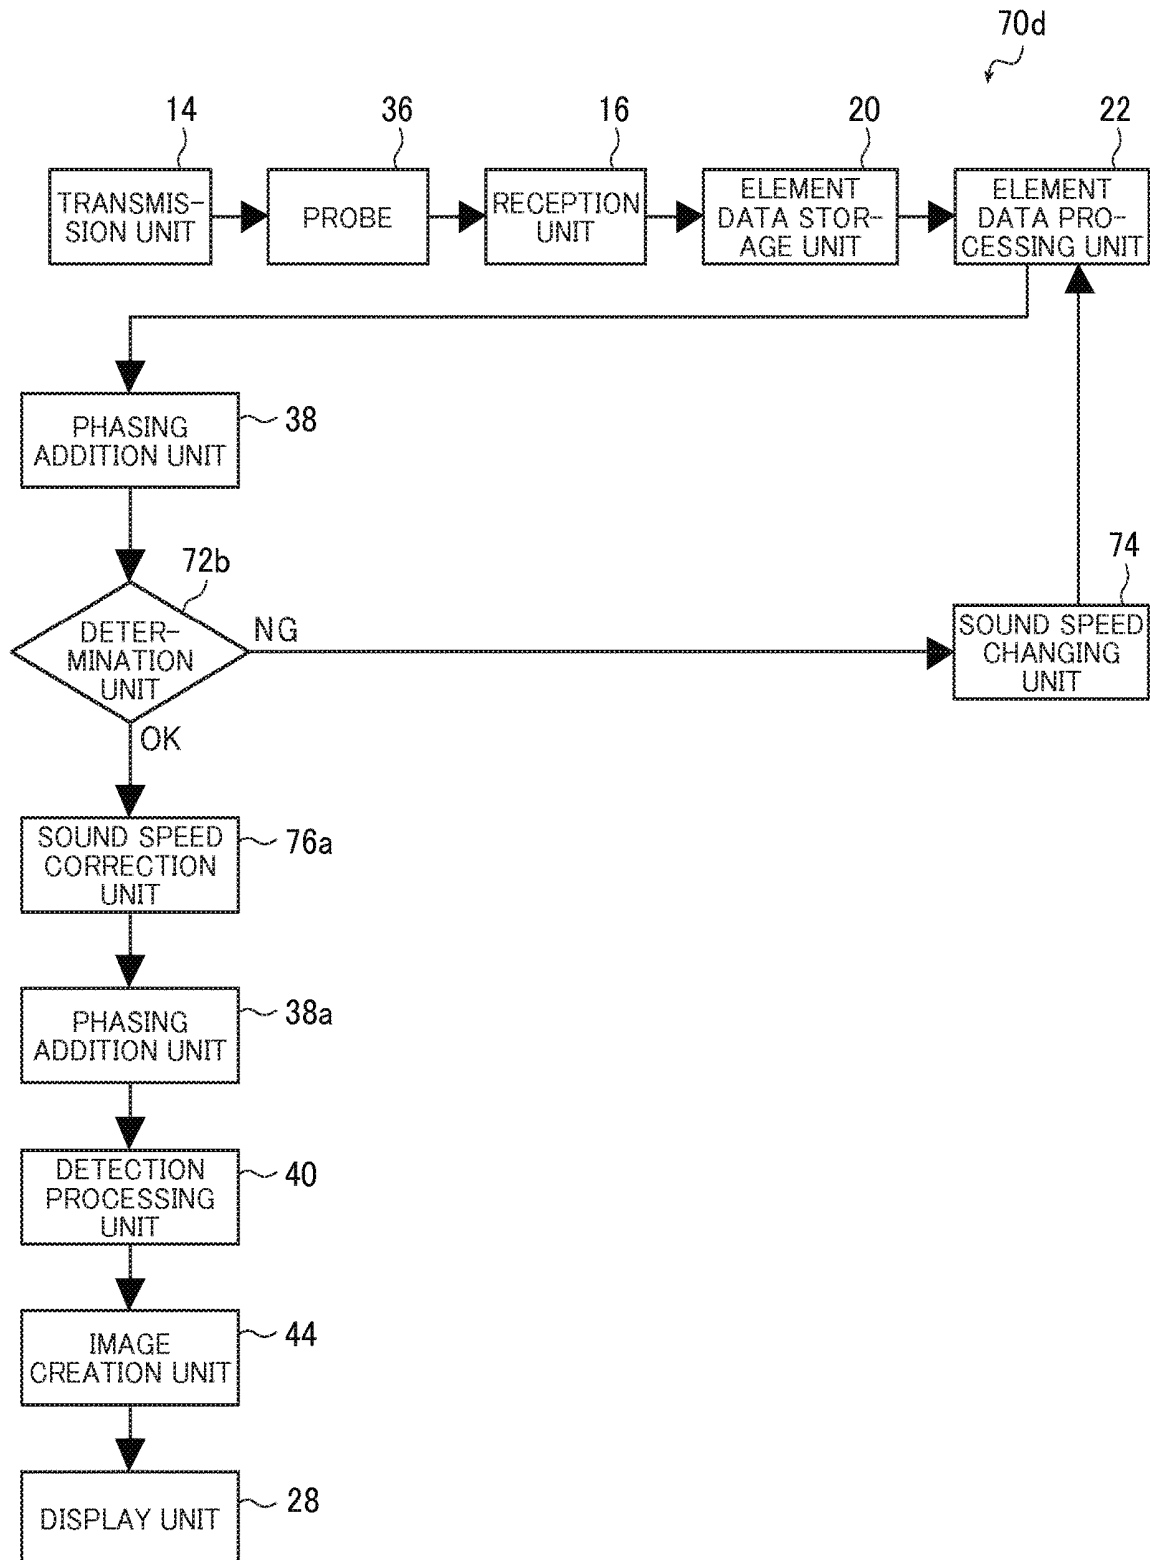 70d
14
36
16
20
22
TRANSMIS-
SION UNIT
PROBE
RECEPTION
UNIT
ELEMENT
DATA STOR-
AGE UNIT
ELEMENT
DATA PRO-
CESSING UNIT
PHASING
ADDITION UNIT
38
72b
DETER-
MINATION
UNIT
NG
74
SOUND SPEED
CHANGING
UNIT
OK
SOUND SPEED
CORRECTION
UNIT
76a
PHASING
ADDITION UNIT
38a
DETECTION
PROCESSING
UNIT
40
IMAGE
CREATION UNIT
44
DISPLAY UNIT
28